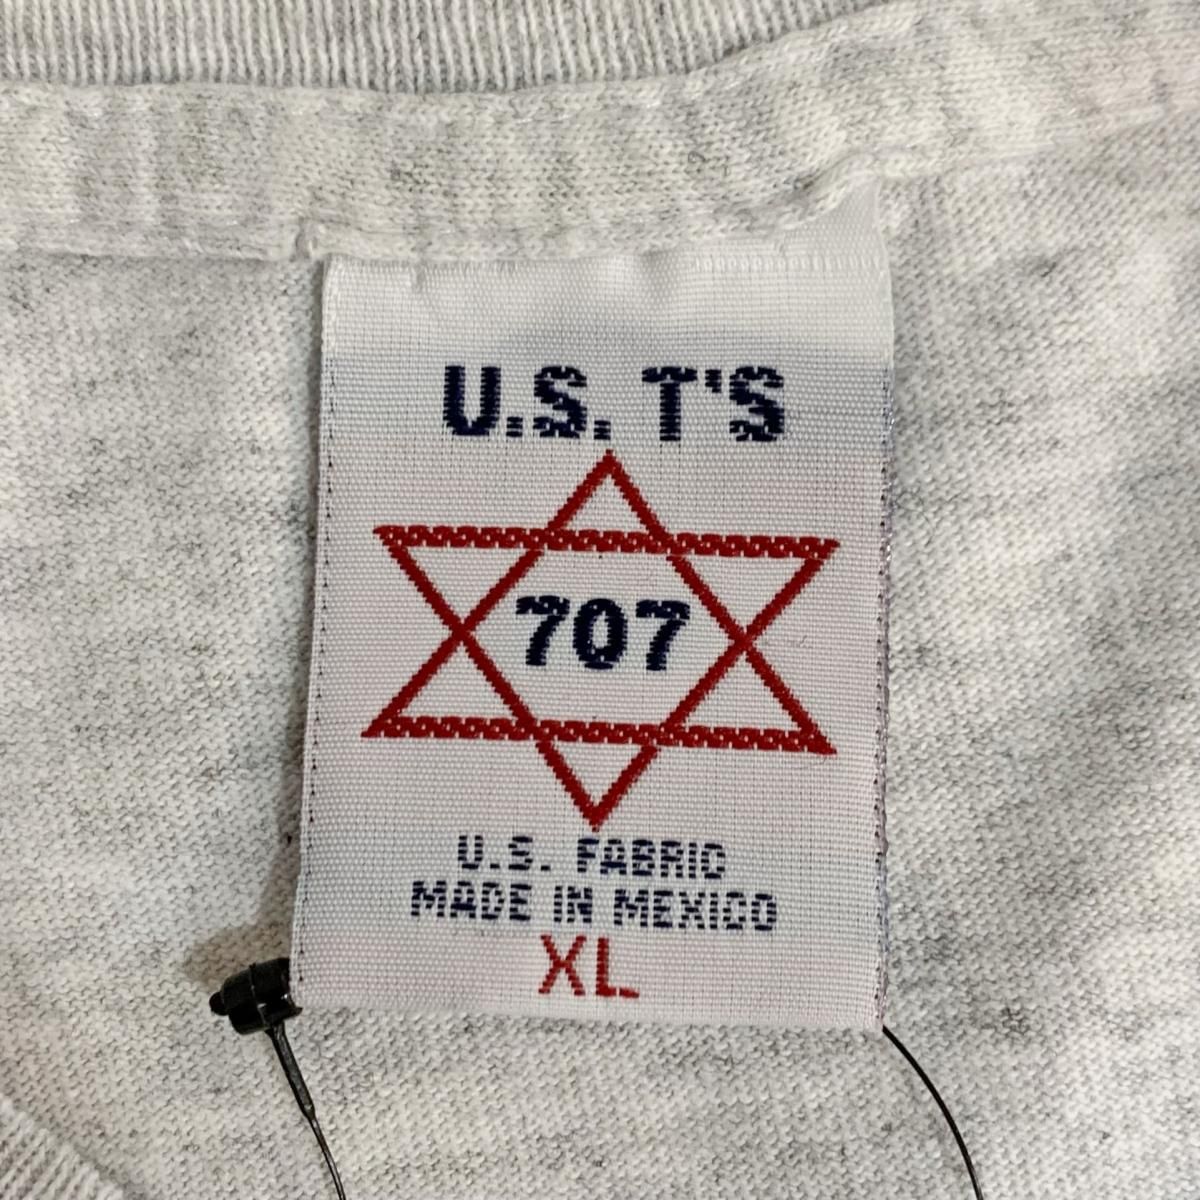 U.S. T'S
707
U.S. FABRIC
MADE IN MEXICO
XL